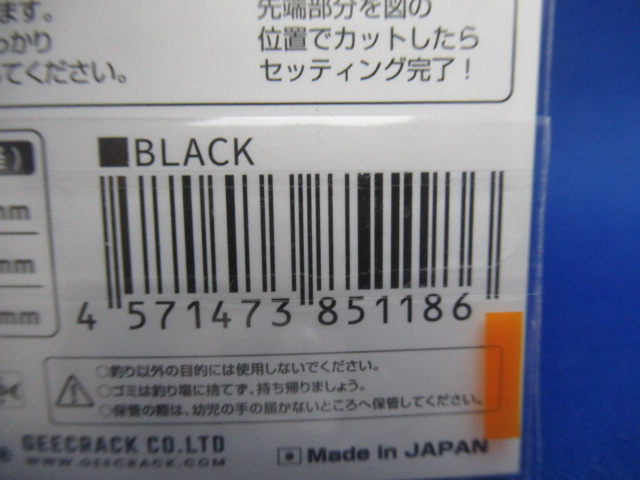 ます。
っかり
てください。
先端部分を図の
位置でカットしたら
セッティング完了！
■BLACK
mm
mm
mm
4 571473 851186
○釣り以外の目的には使用しないでください。
○ゴミは釣り場に捨てず、持ち帰りましょう。
○保管の際は、幼児の手の届かないところへ保管してください。
GEECRACK CO.LTD
WWW.GEECRACK.COM
Made in JAPAN